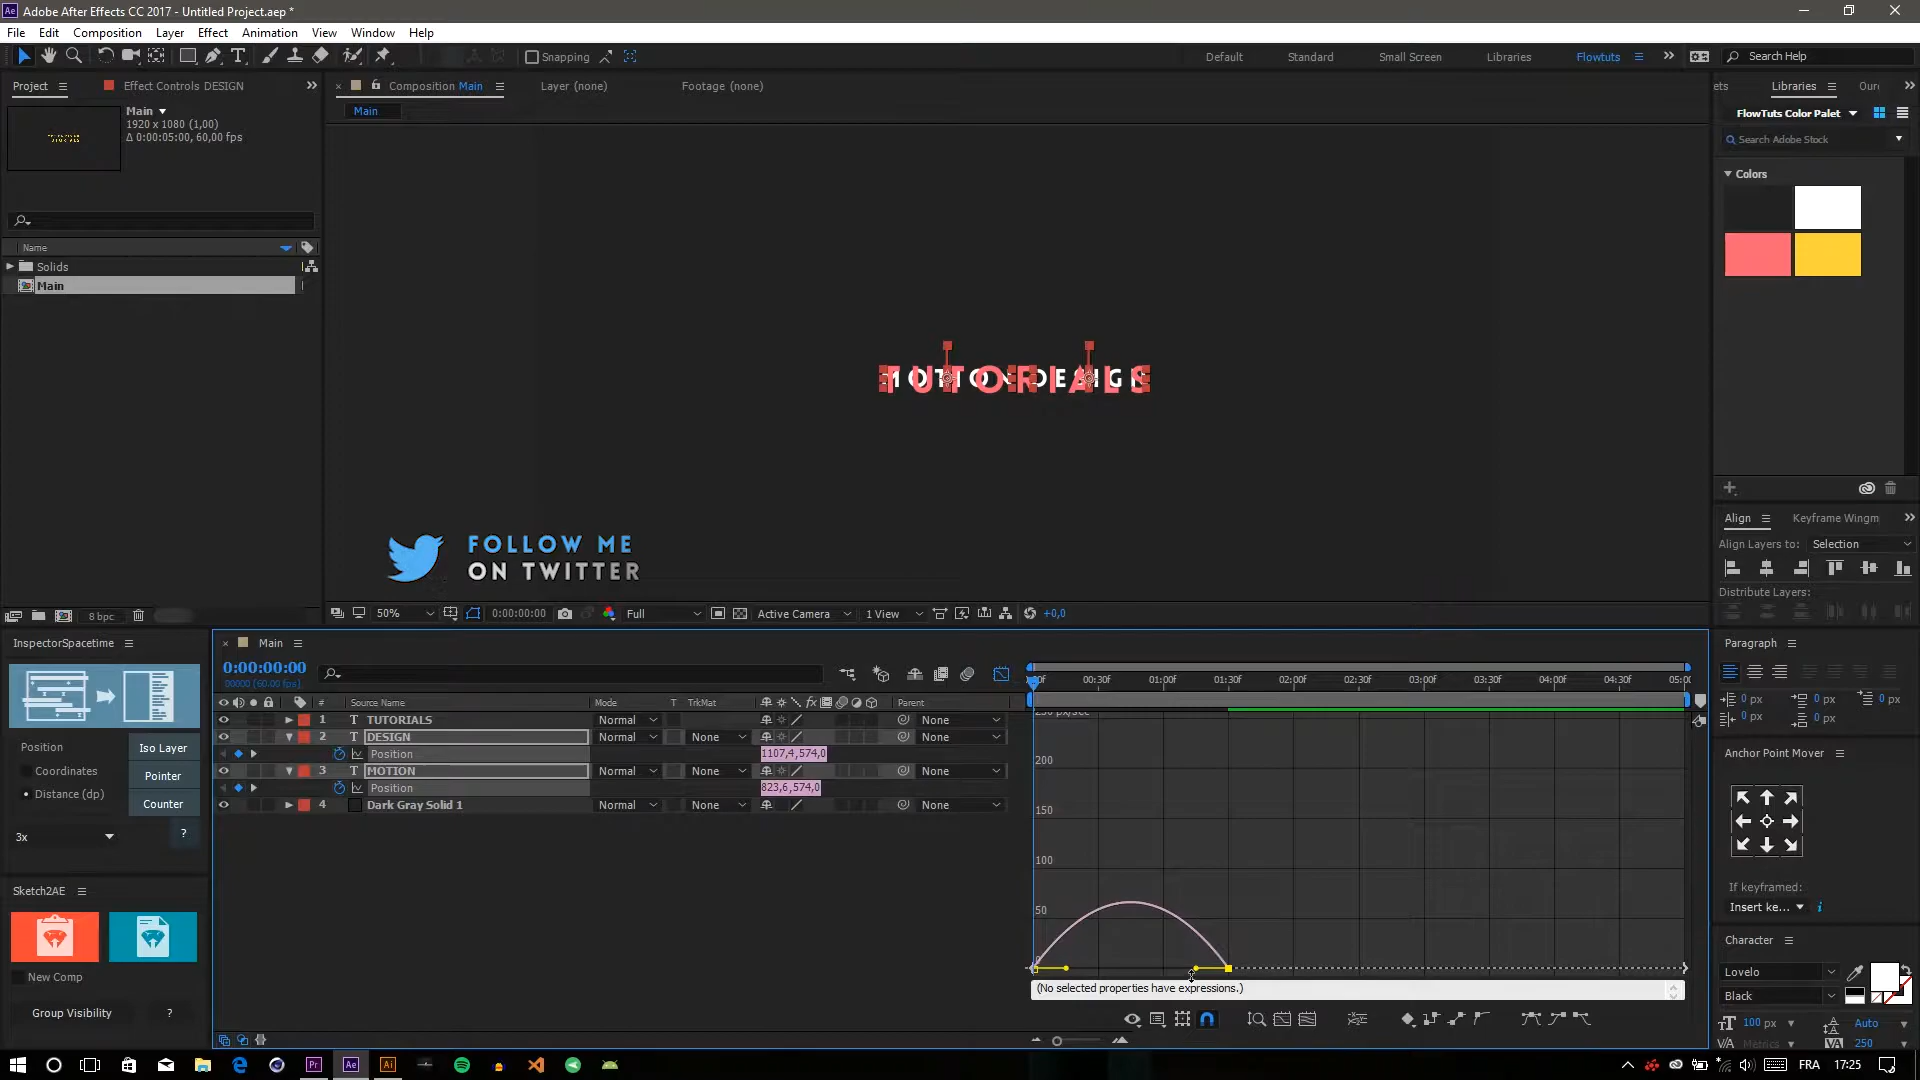 Adobe After Effects CC 2017 - Untitled Project.aep *
File Edit Composition Layer Effect Animation View Window Help
Snapping
Default Standard Small Screen Libraries Flowtuts Search Help
Project Effect Controls DESIGN
Composition Main Layer (none) Footage (none)
Libraries
Main
1920 x 1080 (1,00)
Δ 0:00:05:00, 60,00 fps
Main
FlowTuts Color Palet
Search Adobe Stock
Colors
Name
Solids
Main
TUTORIALS
MOTION DESIGN
FOLLOW ME
ON TWITTER
8 bpc
50% 0:00:00:00 Full Active Camera 1 View +0,0
Align Keyframe Wingm
Align Layers to: Selection
Distribute Layers:
InspectorSpacetime
Position
Coordinates
Distance (dp)
Iso Layer
Pointer
Counter
3x ?
Sketch2AE
New Comp
Group Visibility ?
Main
0:00:00:00
00000 (60.00 fps)
# Source Name Mode T TrkMat Parent
1 T TUTORIALS Normal None
2 T DESIGN Normal None None
Position 1107,4,574,0
3 T MOTION Normal None None
Position 823,6,574,0
4 Dark Gray Solid 1 Normal None None
00:30f 01:00f 01:30f 02:00f 02:30f 03:00f 03:30f 04:00f 04:30f 05:0
250 px/sec
200
150
100
50
0
(No selected properties have expressions.)
Paragraph
0 px 0 px 0 px
0 px 0 px
Anchor Point Mover
If keyframed:
Insert ke...
Character
Lovelo
Black
100 px Auto
Metrics 250
FRA 17:25